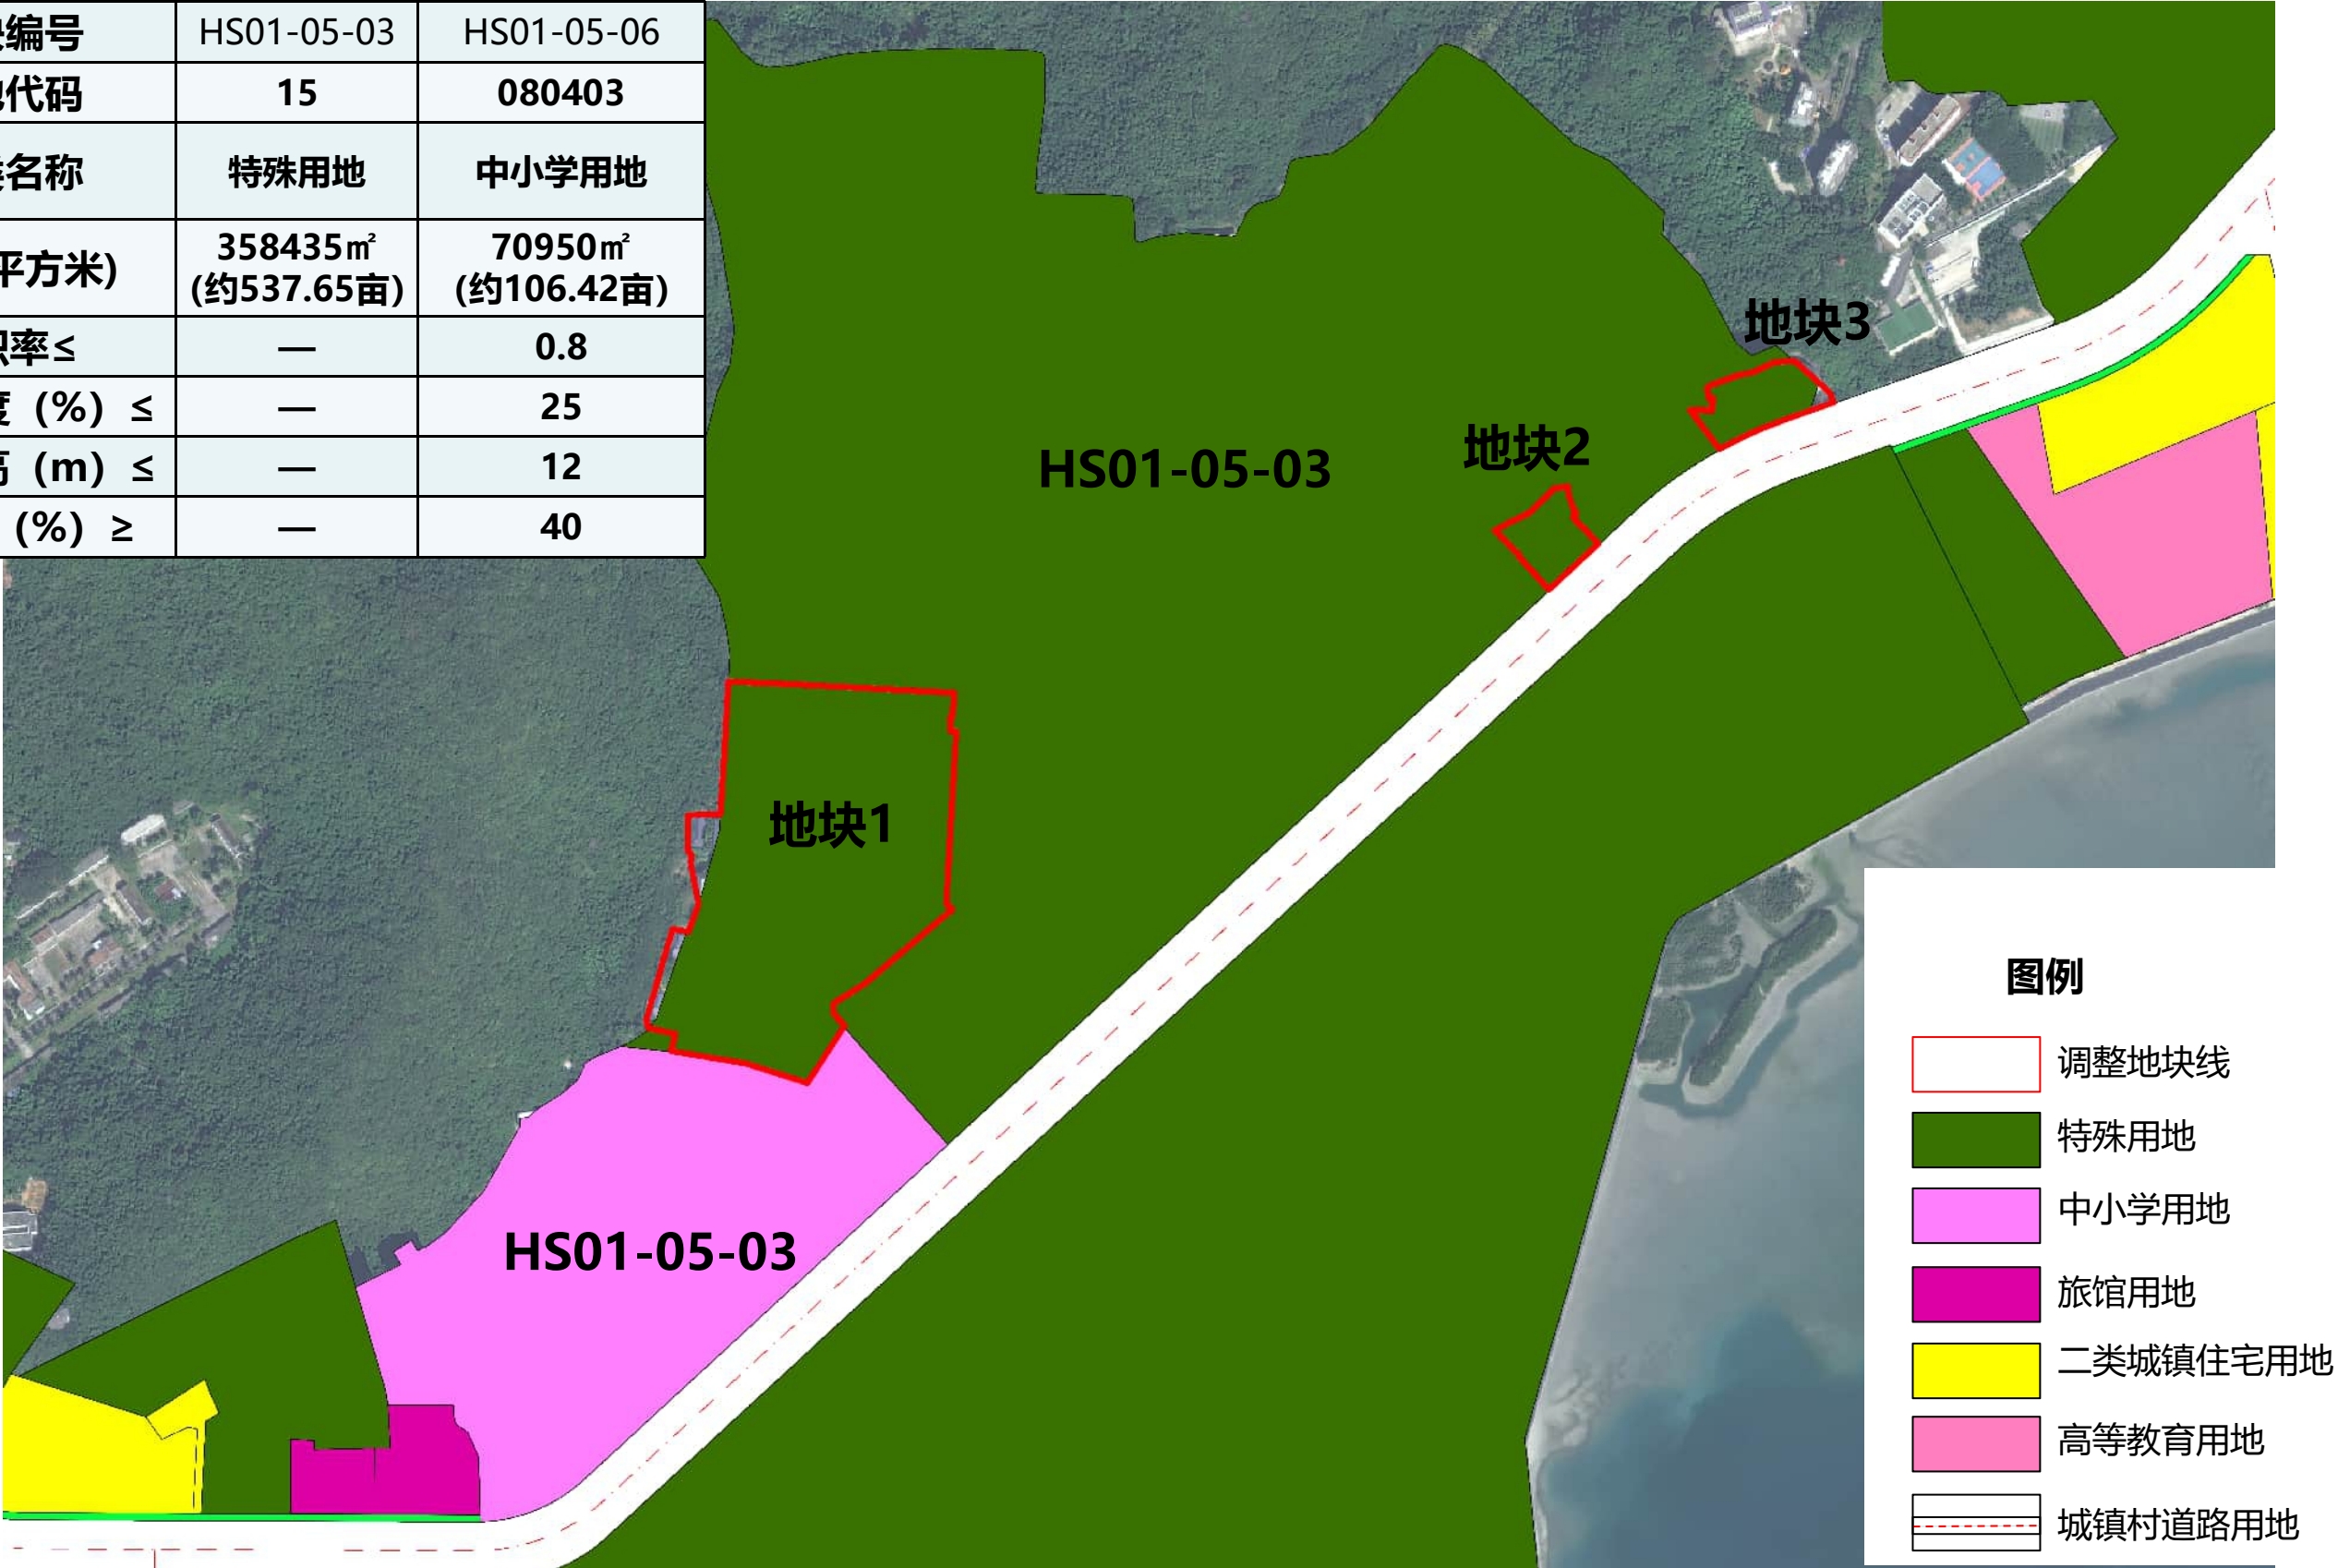 编号 HS01-05-03 HS01-05-06
代码 15 080403
名称 特殊用地 中小学用地
平方米) 358435㎡ 70950㎡
(约537.65亩) (约106.42亩)
率≤ — 0.8
(%) ≤ — 25
(m) ≤ — 12
(%) ≥ — 40
地块3
地块2
HS01-05-03
地块1
HS01-05-03
图例
调整地块线
特殊用地
中小学用地
旅馆用地
二类城镇住宅用地
高等教育用地
城镇村道路用地